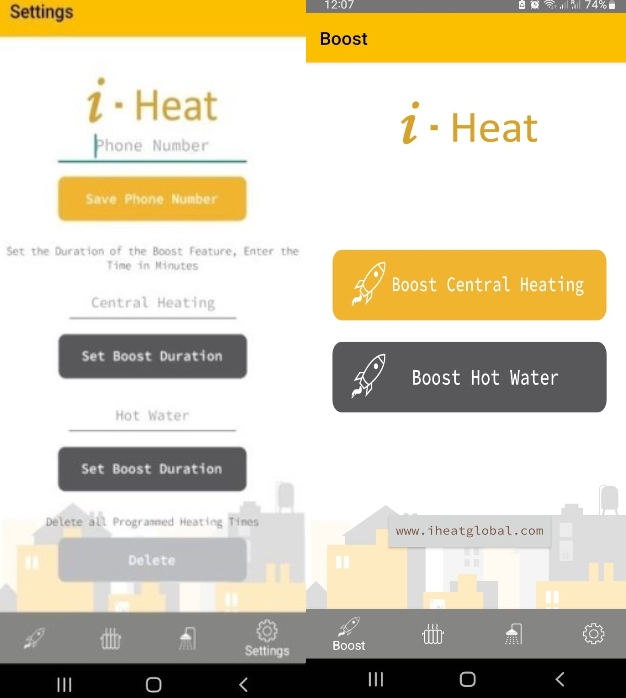 Settings
i - Heat
Phone Number
Save Phone Number
Set the Duration of the Boost Feature, Enter the
Time in Minutes
Central Heating
Set Boost Duration
Hot Water
Set Boost Duration
Delete all Programmed Heating Times
Delete
Settings
12:07
74%
Boost
i - Heat
Boost Central Heating
Boost Hot Water
www.iheatglobal.com
Boost